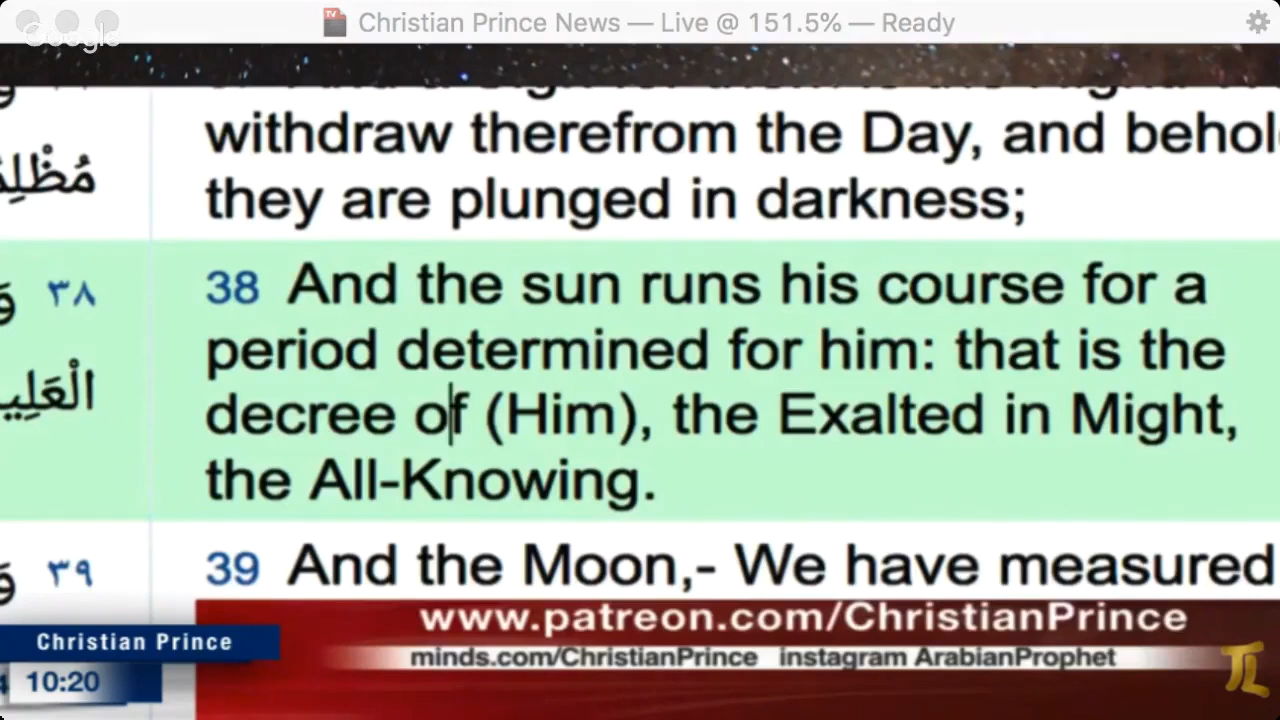 Christian Prince News — Live @ 151.5% — Ready
Google
withdraw therefrom the Day, and behol
they are plunged in darkness;
38 And the sun runs his course for a
period determined for him: that is the
decree of (Him), the Exalted in Might,
the All-Knowing.
39 And the Moon,- We have measured
٣٨
٣٩
www.patreon.com/ChristianPrince
minds.com/ChristianPrince instagram ArabianProphet
Christian Prince
10:20